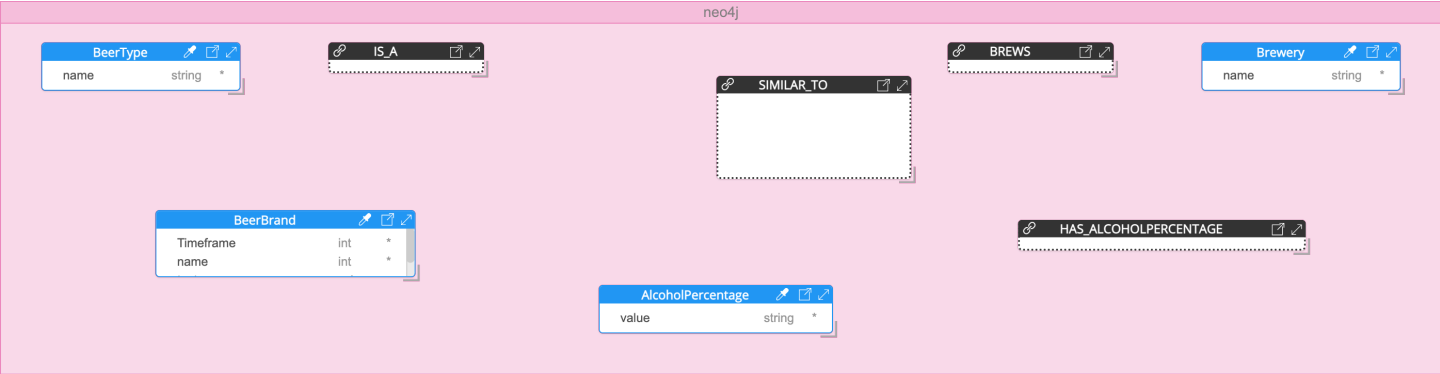 neo4j
BeerType
name string *
IS_A
SIMILAR_TO
BREWS
Brewery
name string *
BeerBrand
Timeframe int *
name int *
HAS_ALCOHOLPERCENTAGE
AlcoholPercentage
value string *